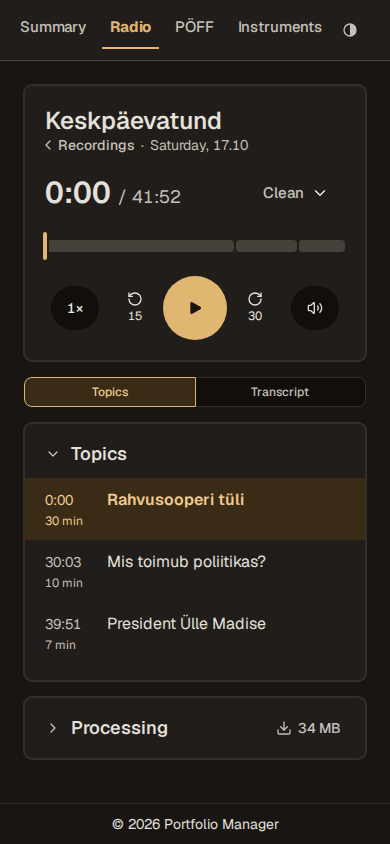 Summary Radio PÖFF Instruments
Keskpäevatund
Recordings · Saturday, 17.10
0:00 / 41:52 Clean
1× 15 30
Topics Transcript
Topics
0:00 Rahvusooperi tüli
30 min
30:03 Mis toimub poliitikas?
10 min
39:51 President Ülle Madise
7 min
Processing 34 MB
© 2026 Portfolio Manager